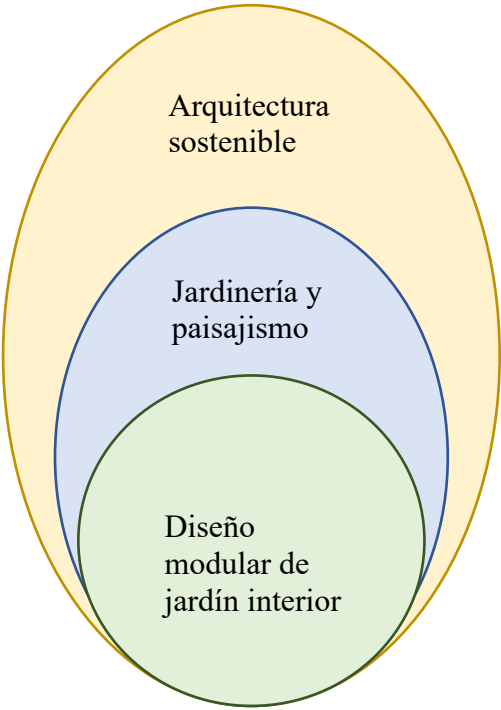 Arquitectura
sostenible
Jardinería y
paisajismo
Diseño
modular de
jardín interior